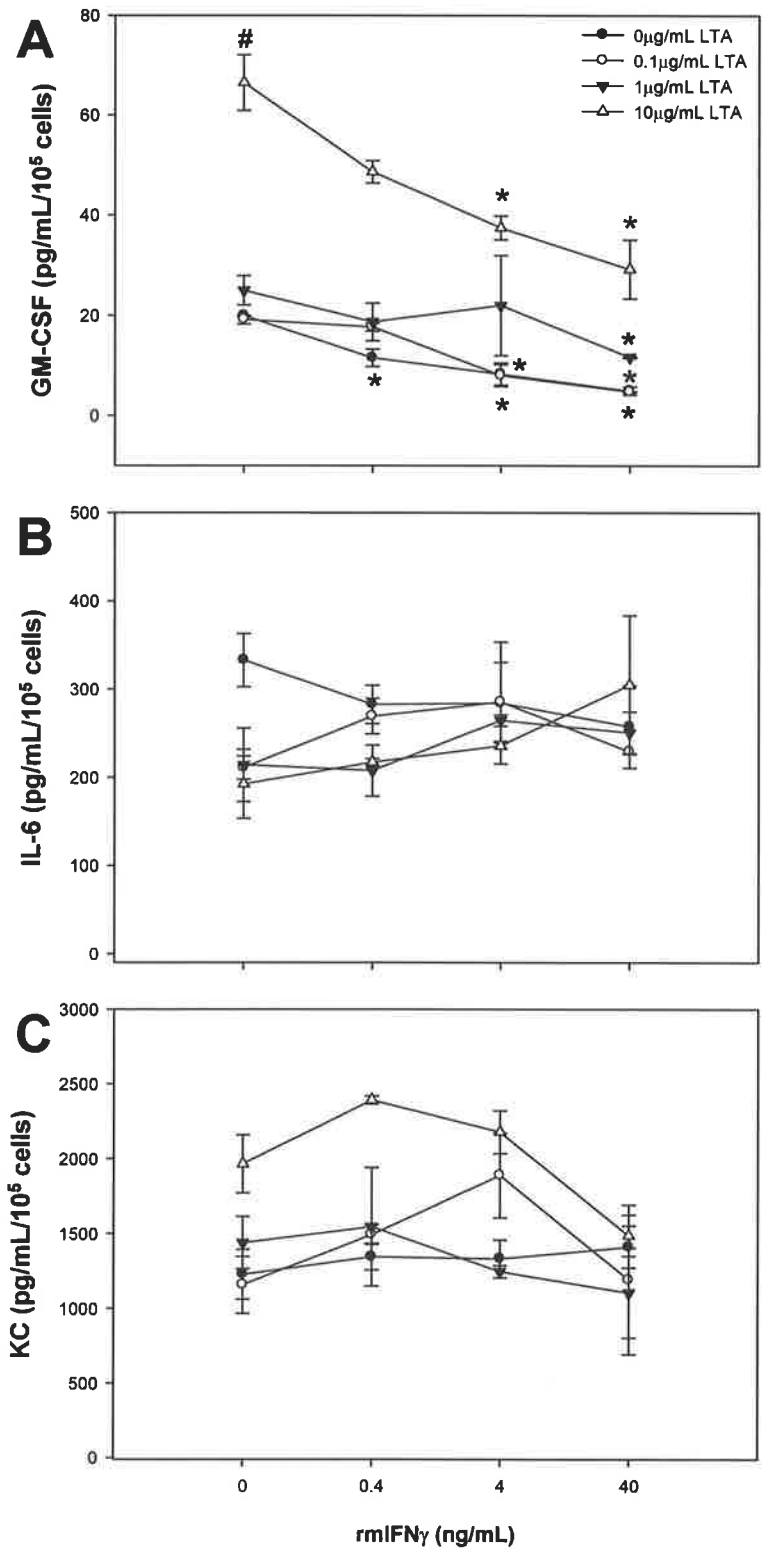 A
80
60
40
20
0
GM-CSF (pg/mL/10⁵ cells)
#
0μg/mL LTA
0.1μg/mL LTA
1μg/mL LTA
10μg/mL LTA
* *
*
* *
* *
*
B
500
400
300
200
100
0
IL-6 (pg/mL/10⁵ cells)
C
3000
2500
2000
1500
1000
500
0
KC (pg/mL/10⁵ cells)
0 0.4 4 40
rmIFNγ (ng/mL)